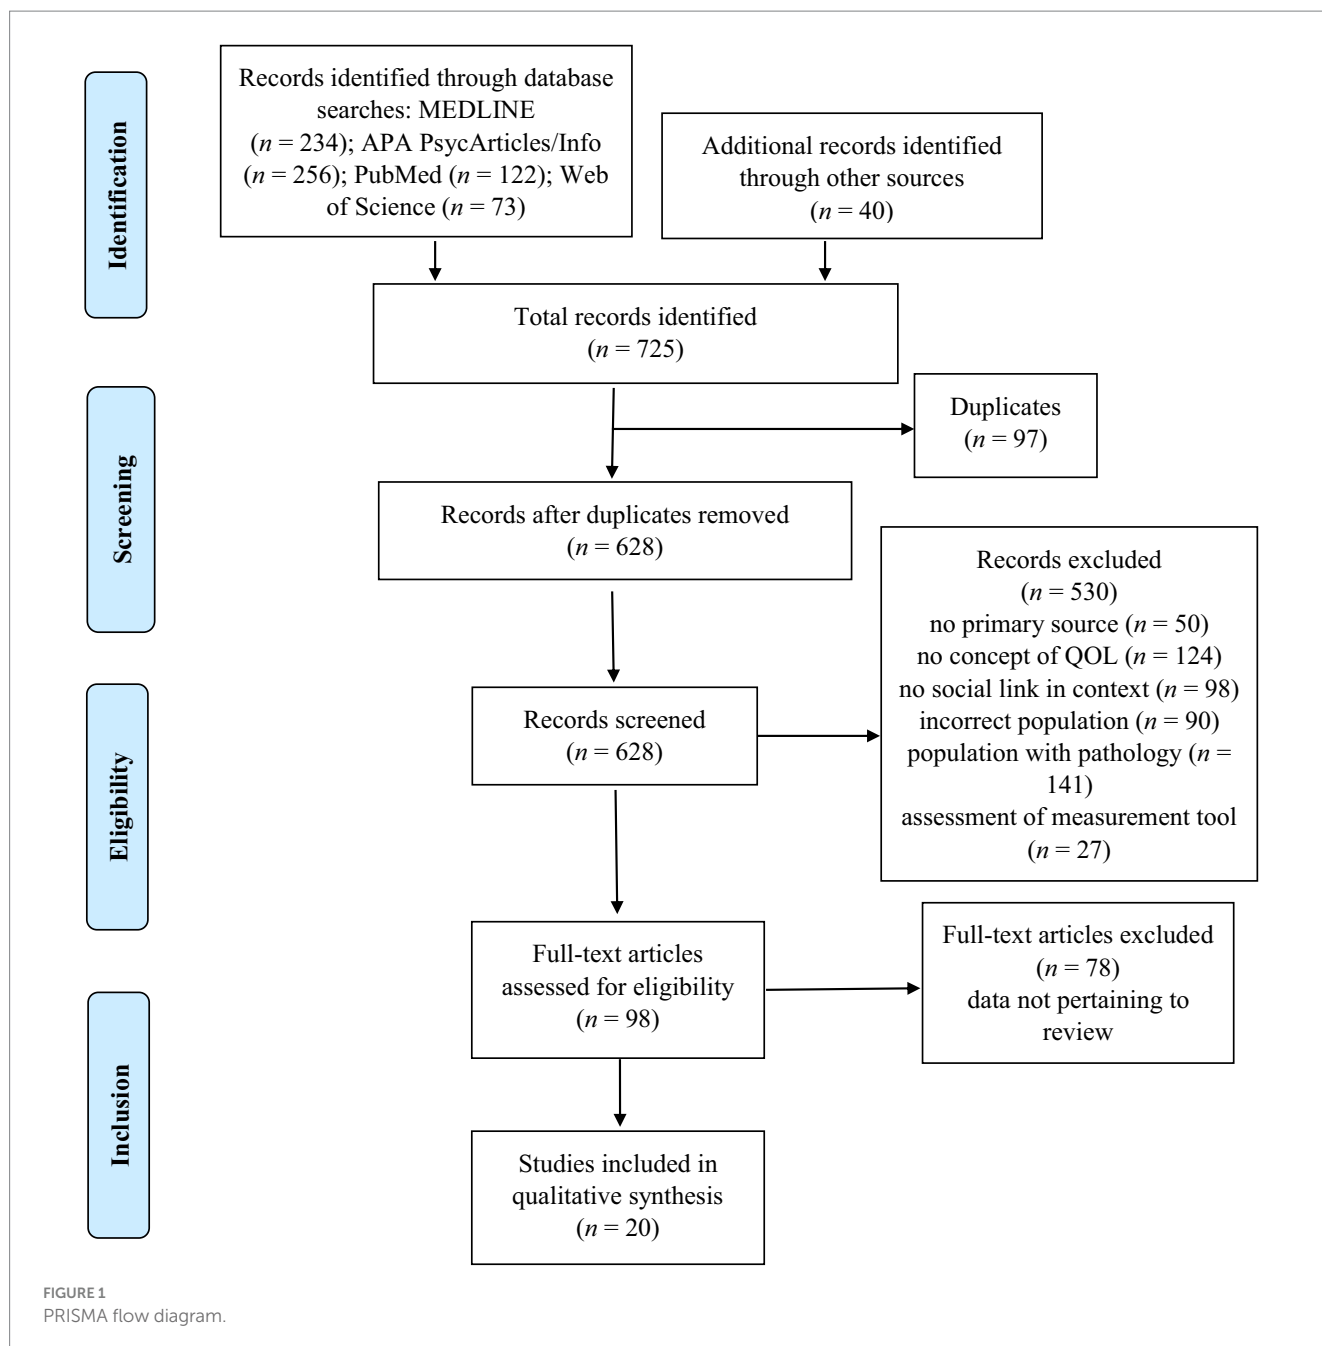 Identification
Records identified through database
searches: MEDLINE
(n = 234); APA PsycArticles/Info
(n = 256); PubMed (n = 122); Web
of Science (n = 73)
Additional records identified
through other sources
(n = 40)
Total records identified
(n = 725)
Screening
Duplicates
(n = 97)
Records after duplicates removed
(n = 628)
Records excluded
(n = 530)
no primary source (n = 50)
no concept of QOL (n = 124)
no social link in context (n = 98)
incorrect population (n = 90)
population with pathology (n =
141)
assessment of measurement tool
(n = 27)
Eligibility
Records screened
(n = 628)
Full-text articles
assessed for eligibility
(n = 98)
Full-text articles excluded
(n = 78)
data not pertaining to
review
Inclusion
Studies included in
qualitative synthesis
(n = 20)
FIGURE 1
PRISMA flow diagram.